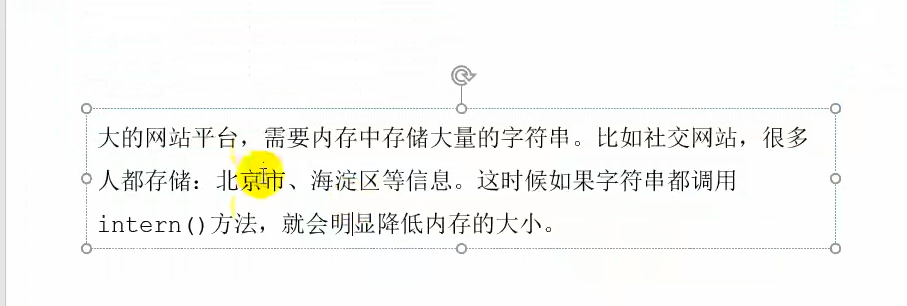 大的网站平台，需要内存中存储大量的字符串。比如社交网站，很多
人都存储：北京市、海淀区等信息。这时候如果字符串都调用
intern()方法，就会明显降低内存的大小。